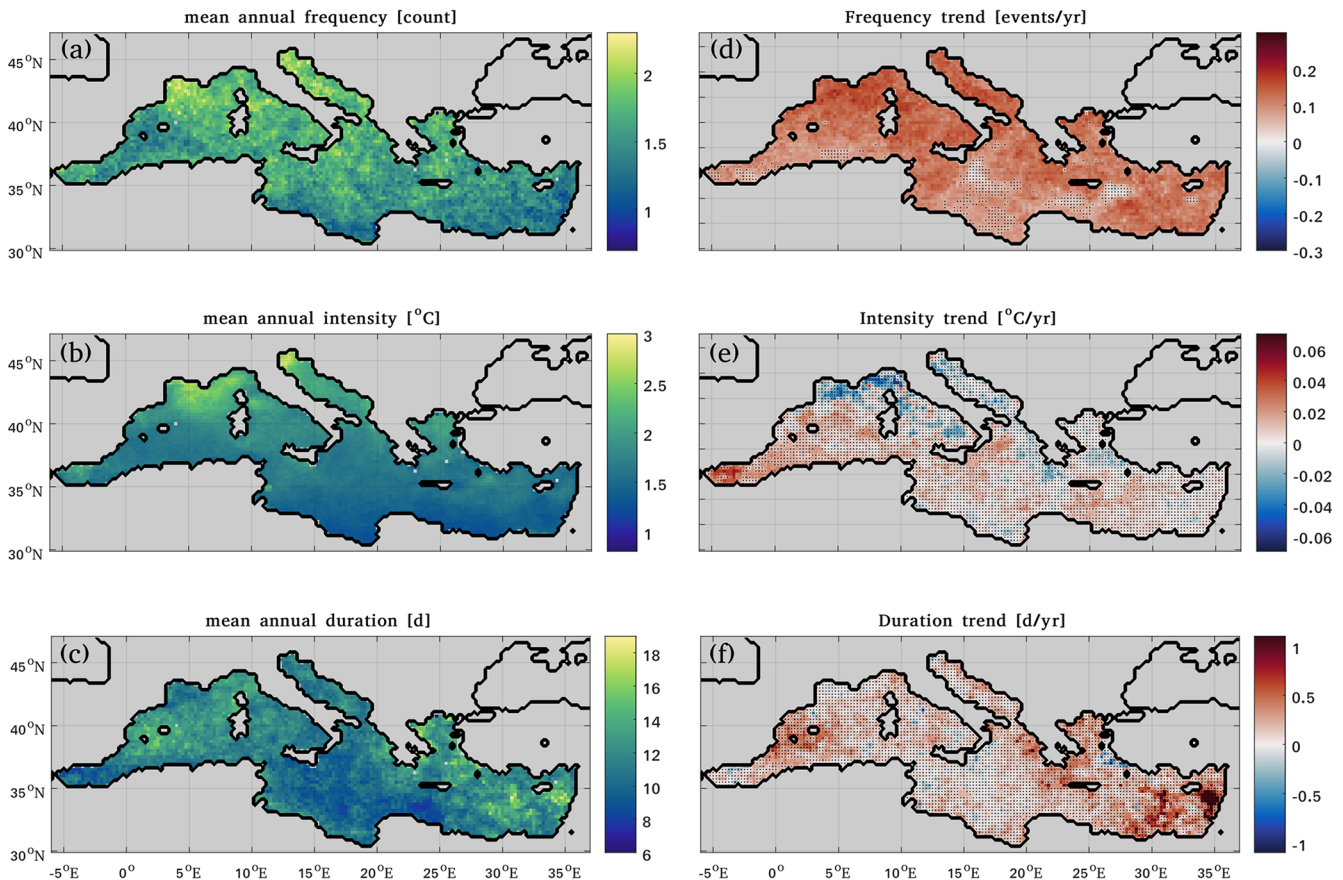 mean annual frequency [count]
(a)
45°N
40°N
35°N
30°N
2
1.5
1
Frequency trend [events/yr]
(d)
0.2
0.1
0
-0.1
-0.2
-0.3
mean annual intensity [°C]
(b)
45°N
40°N
35°N
30°N
3
2.5
2
1.5
1
Intensity trend [°C/yr]
(e)
0.06
0.04
0.02
0
-0.02
-0.04
-0.06
mean annual duration [d]
(c)
45°N
40°N
35°N
30°N
18
16
14
12
10
8
6
-5°E 0° 5°E 10°E 15°E 20°E 25°E 30°E 35°E
Duration trend [d/yr]
(f)
1
0.5
0
-0.5
-1
-5°E 0° 5°E 10°E 15°E 20°E 25°E 30°E 35°E